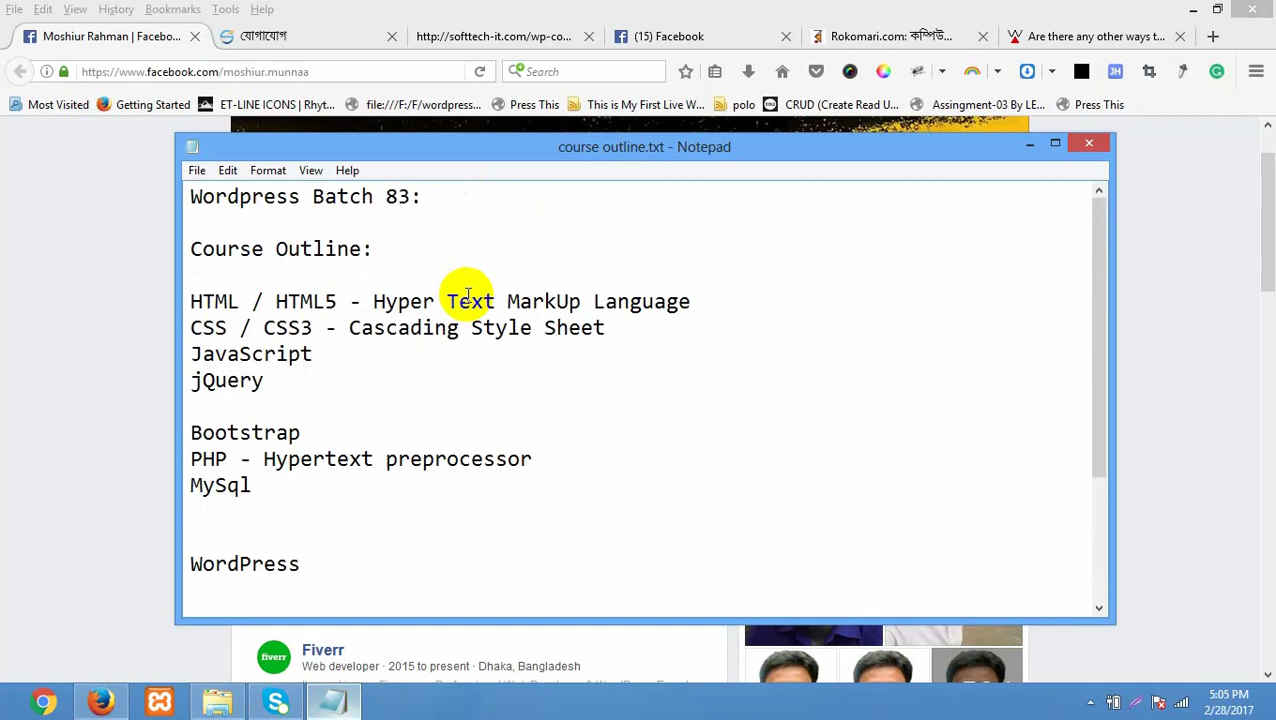 File Edit View History Bookmarks Tools Help
Moshiur Rahman | Facebo...
যোগাযোগ
http://softtech-it.com/wp-co...
(15) Facebook
Rokomari.com: কম্পিউ...
Are there any other ways t...
https://www.facebook.com/moshiur.munnaa
Search
Most Visited
Getting Started
ET-LINE ICONS | Rhyt...
file:///F:/F/wordpress...
Press This
This is My First Live W...
polo
CRUD (Create Read U...
Assingment-03 By LE...
Press This
course outline.txt - Notepad
File Edit Format View Help
Wordpress Batch 83:
Course Outline:
HTML / HTML5 - Hyper Text MarkUp Language
CSS / CSS3 - Cascading Style Sheet
JavaScript
jQuery
Bootstrap
PHP - Hypertext preprocessor
MySql
WordPress
fiverr
Fiverr
Web developer · 2015 to present · Dhaka, Bangladesh
5:05 PM
2/28/2017